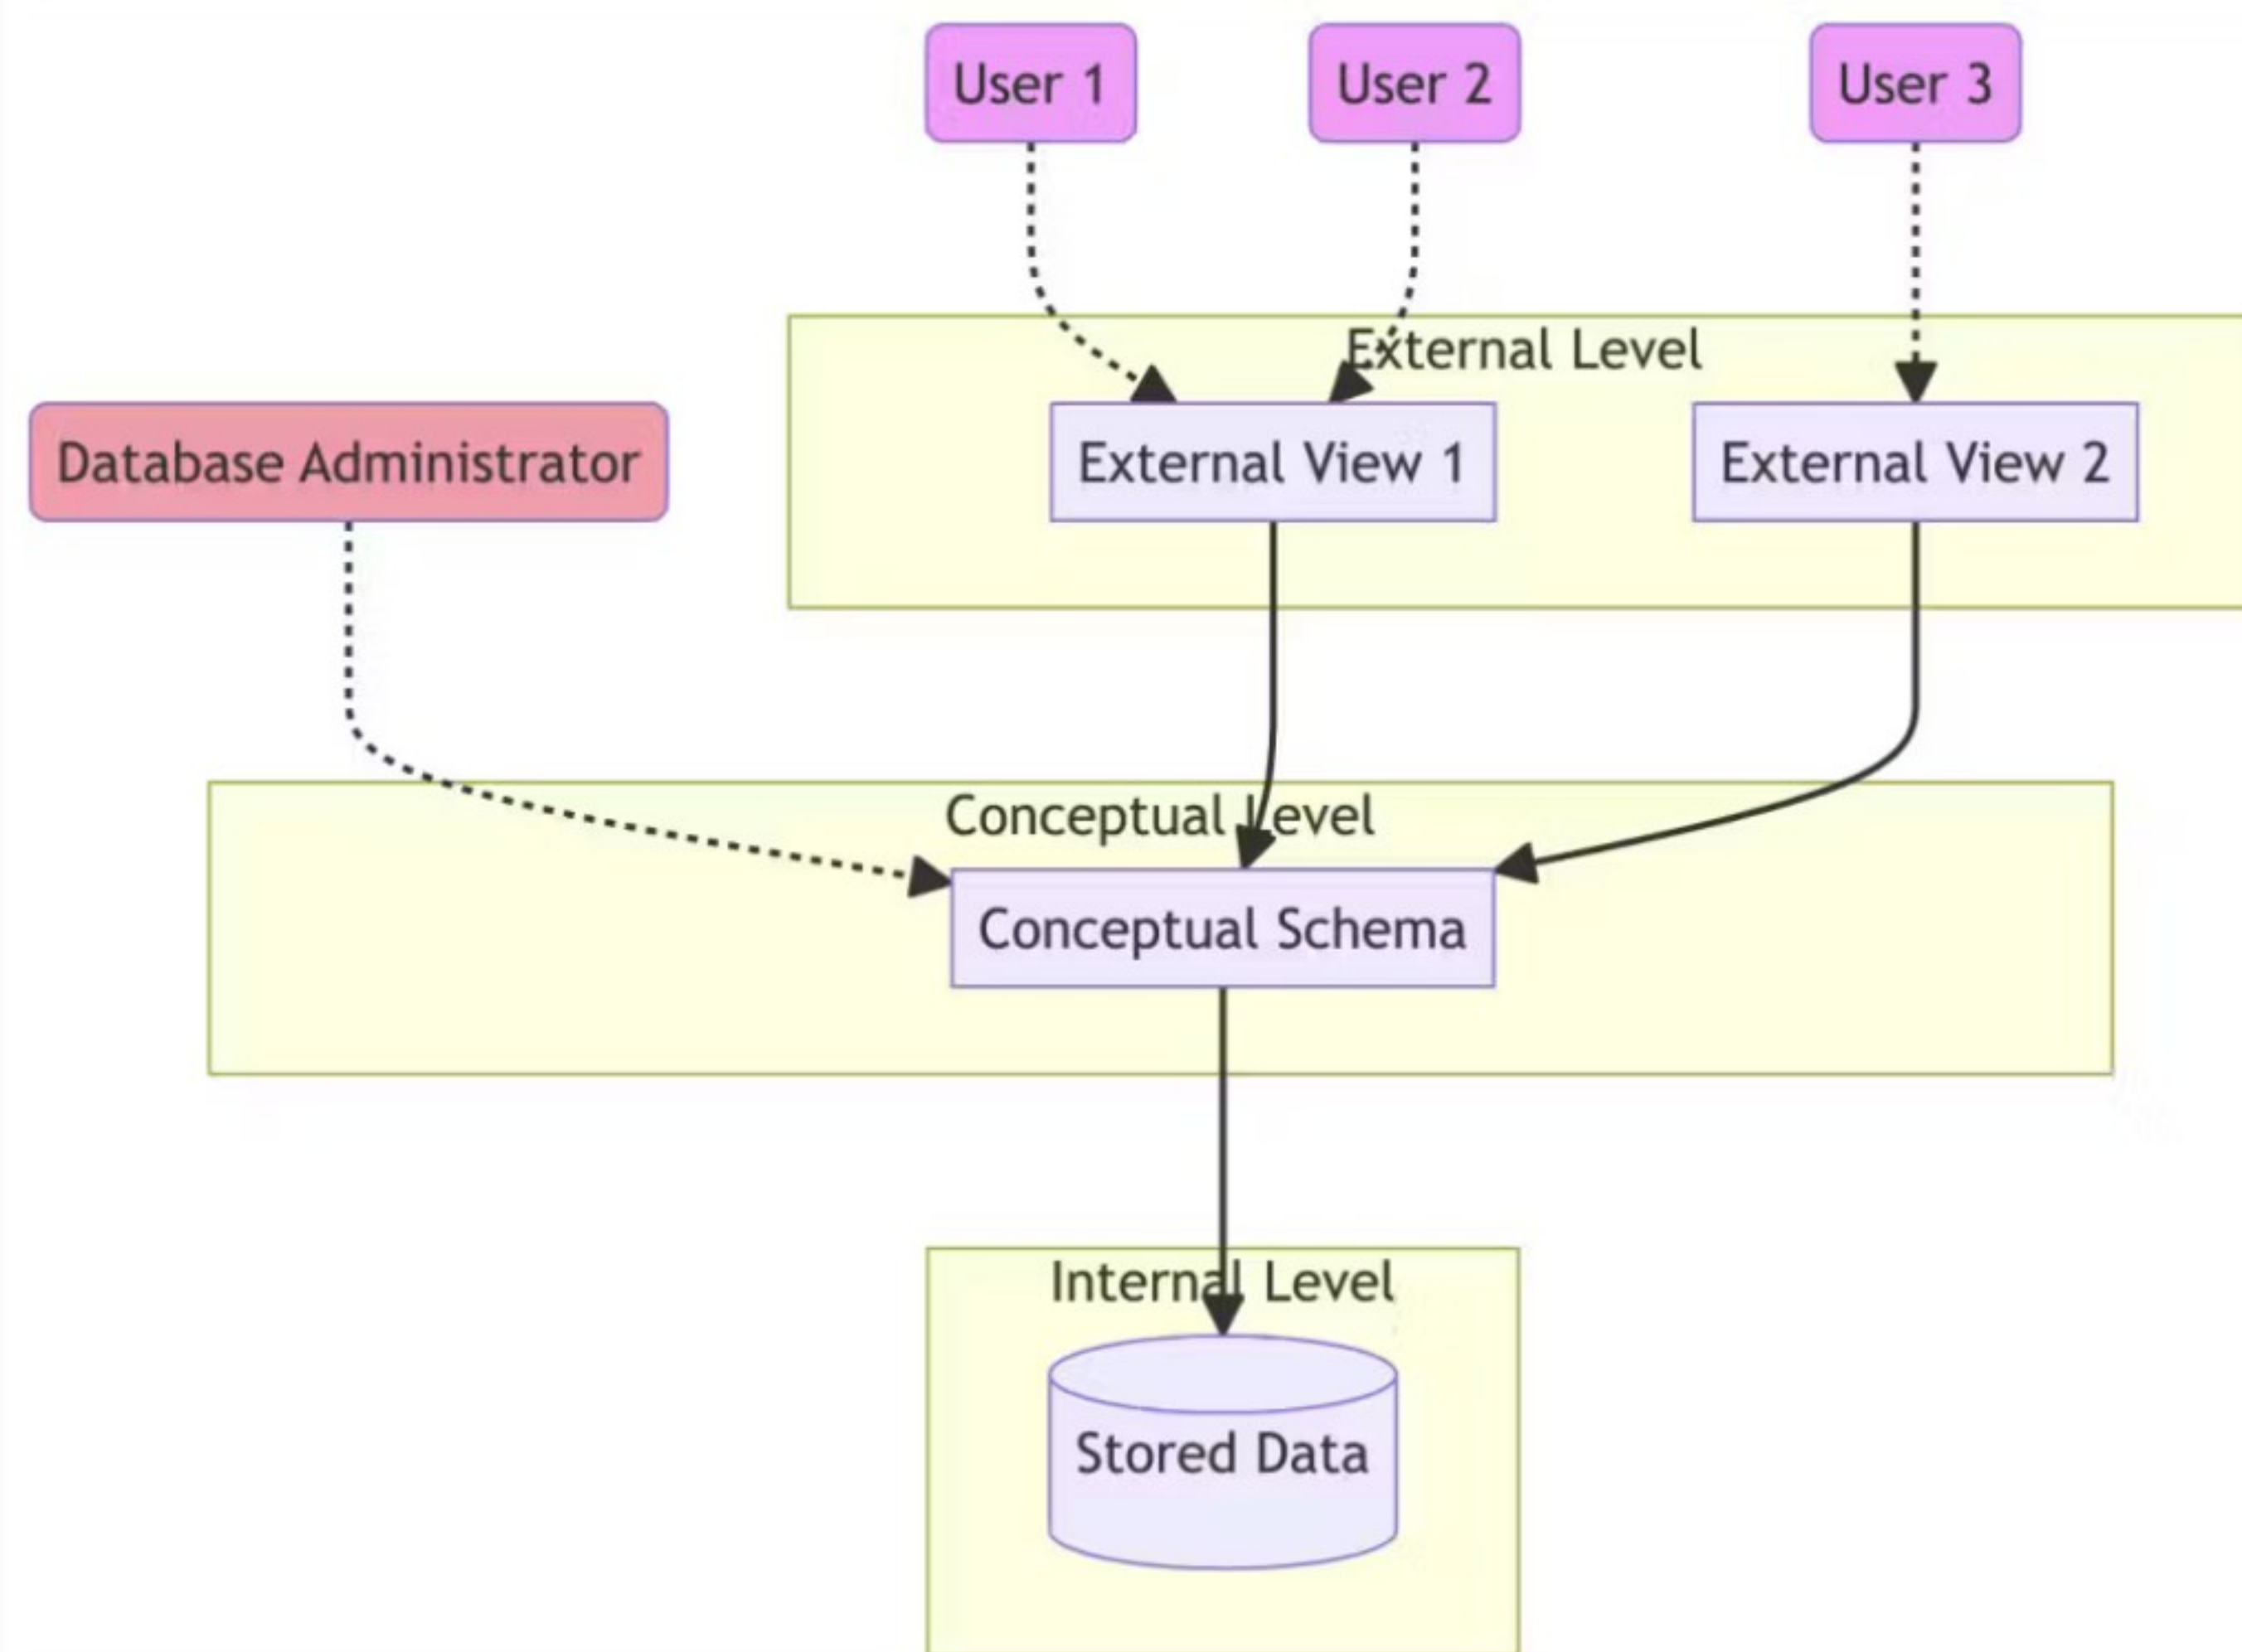 User 1
User 2
User 3
External Level
Database Administrator
External View 1
External View 2
Conceptual Level
Conceptual Schema
Internal Level
Stored Data